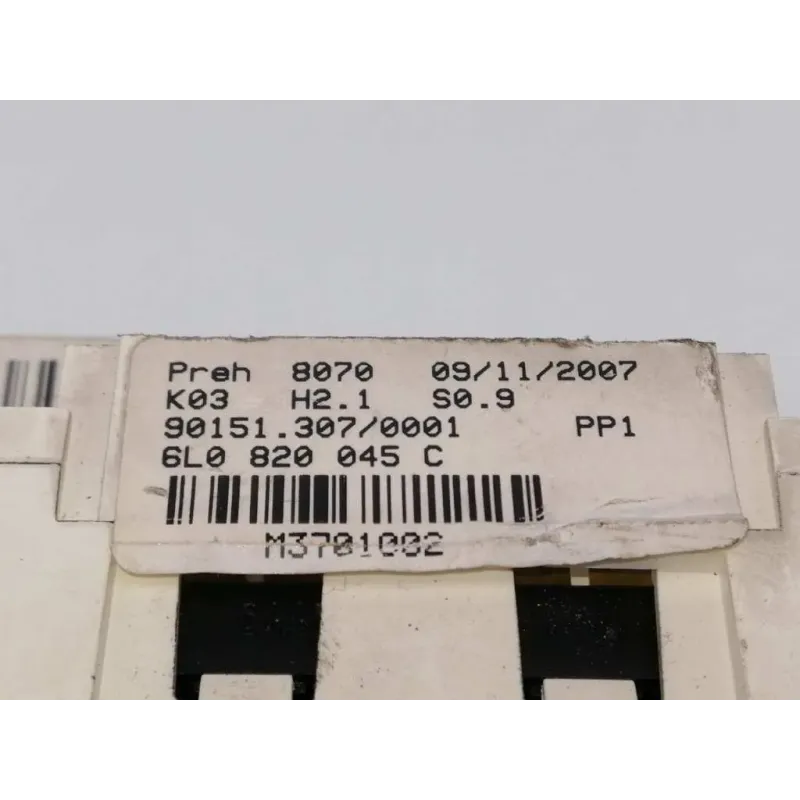 Preh 8070 09/11/2007
K03 H2.1 S0.9
90151.307/0001 PP1
6L0 820 045 C
M3701002